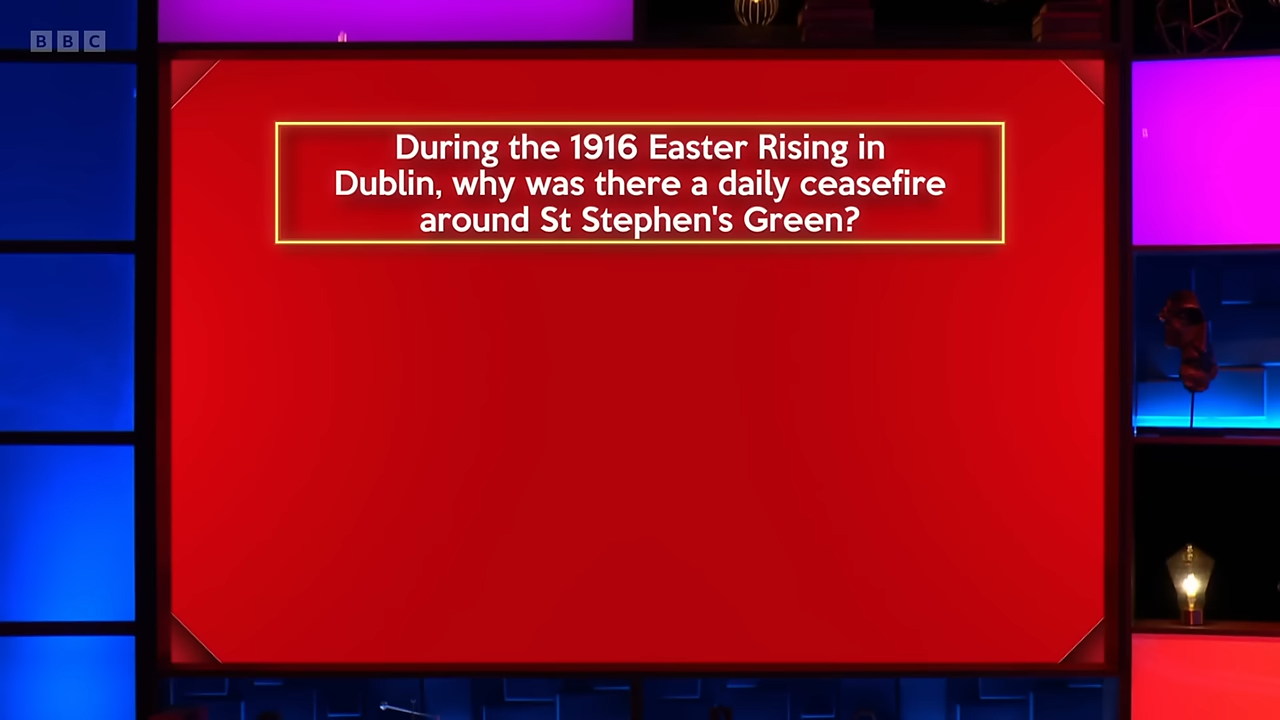 BBC
During the 1916 Easter Rising in
Dublin, why was there a daily ceasefire
around St Stephen's Green?